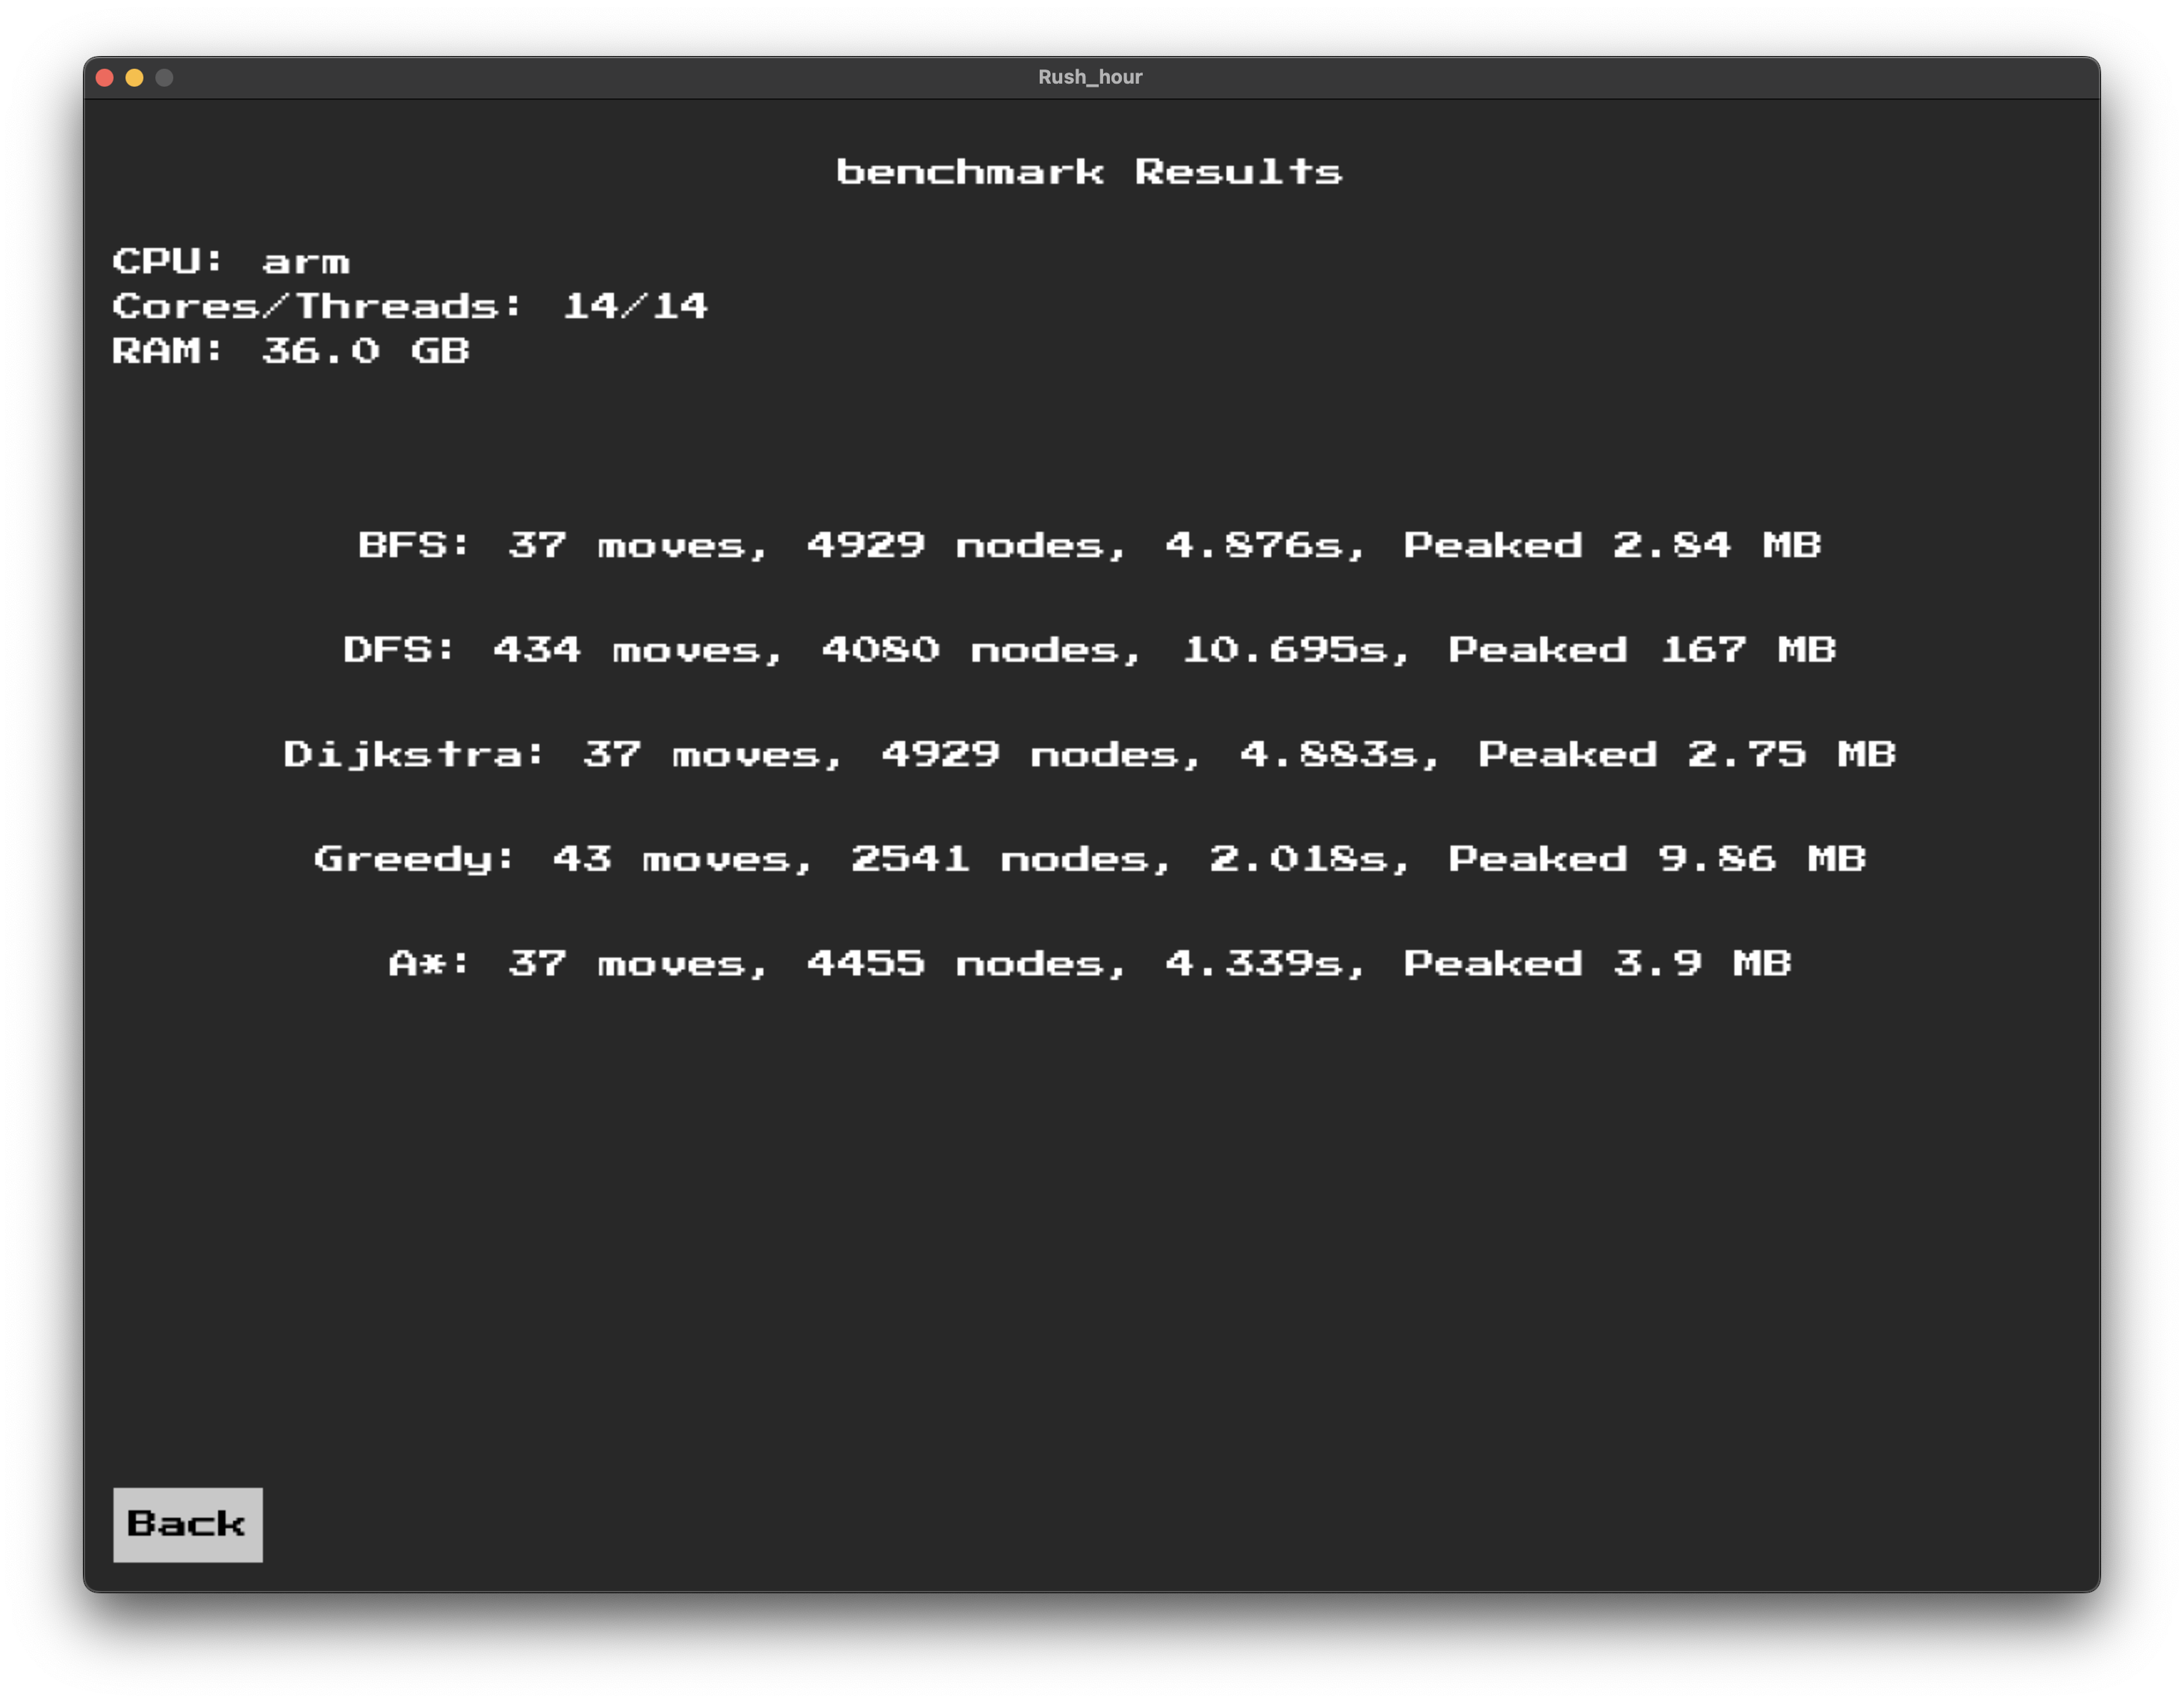 Rush_hour
benchmark Results
CPU: arm
Cores/Threads: 14/14
RAM: 36.0 GB
BFS: 37 moves, 4929 nodes, 4.876s, Peaked 2.84 MB
DFS: 434 moves, 4080 nodes, 10.695s, Peaked 167 MB
Dijkstra: 37 moves, 4929 nodes, 4.883s, Peaked 2.75 MB
Greedy: 43 moves, 2541 nodes, 2.018s, Peaked 9.86 MB
A*: 37 moves, 4455 nodes, 4.339s, Peaked 3.9 MB
Back